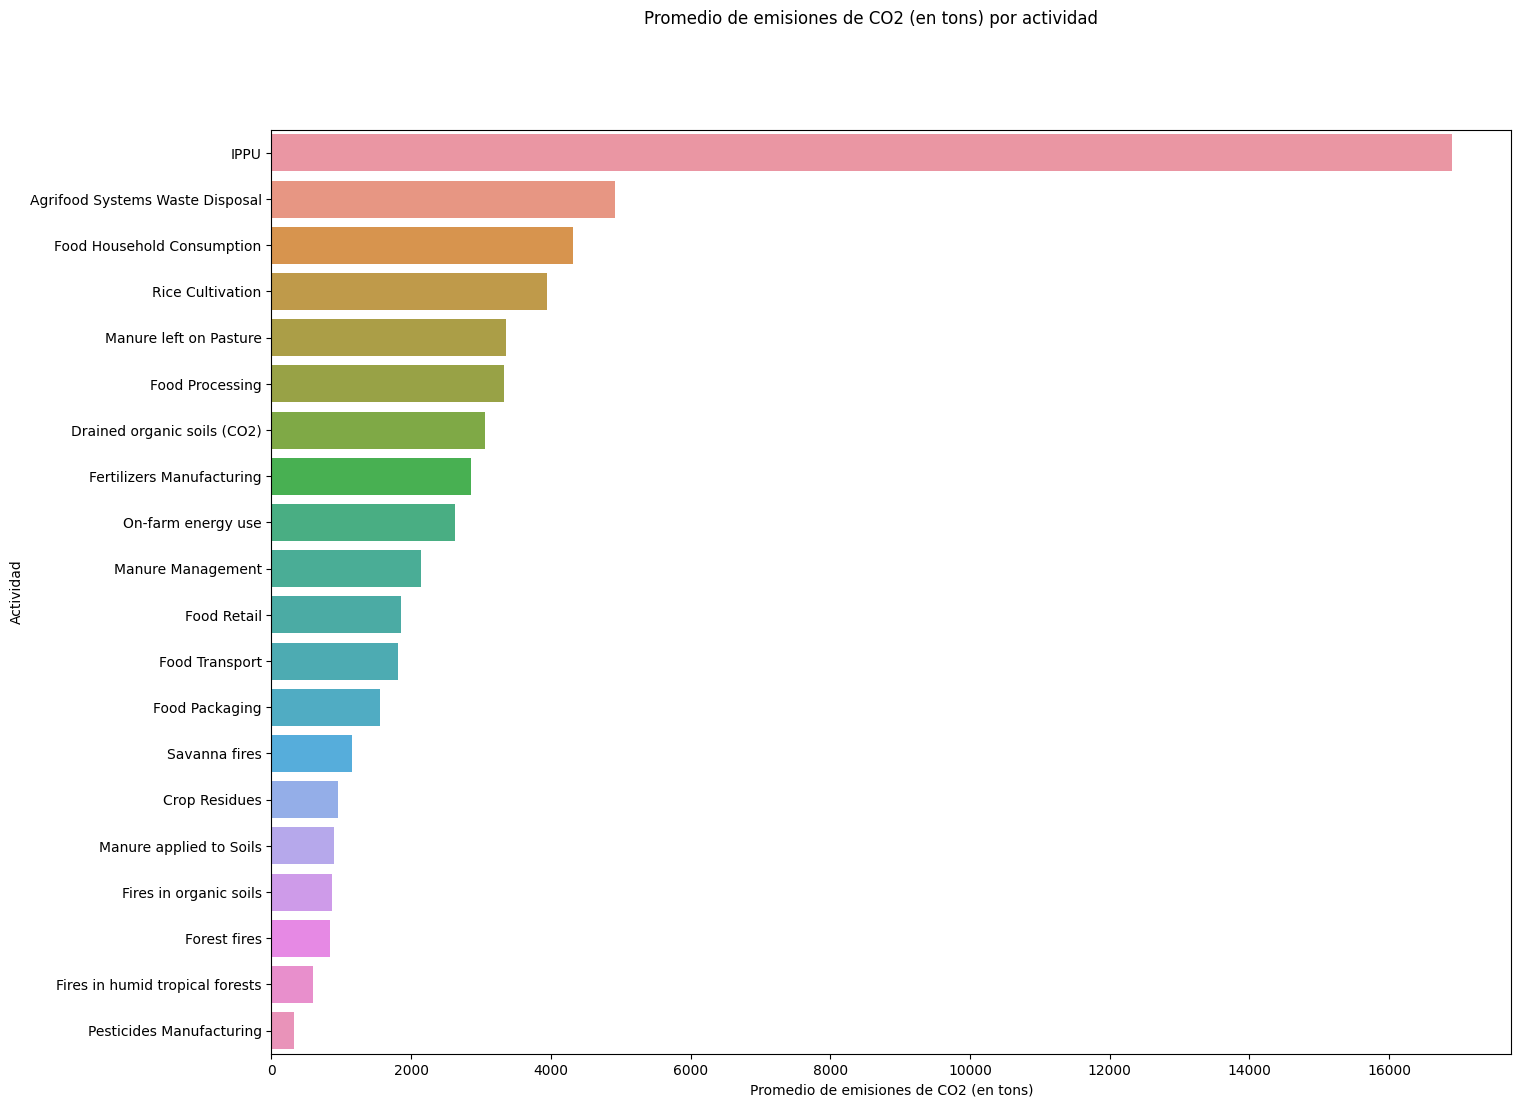 Promedio de emisiones de CO2 (en tons) por actividad
Actividad
IPPU
Agrifood Systems Waste Disposal
Food Household Consumption
Rice Cultivation
Manure left on Pasture
Food Processing
Drained organic soils (CO2)
Fertilizers Manufacturing
On-farm energy use
Manure Management
Food Retail
Food Transport
Food Packaging
Savanna fires
Crop Residues
Manure applied to Soils
Fires in organic soils
Forest fires
Fires in humid tropical forests
Pesticides Manufacturing
0 2000 4000 6000 8000 10000 12000 14000 16000
Promedio de emisiones de CO2 (en tons)